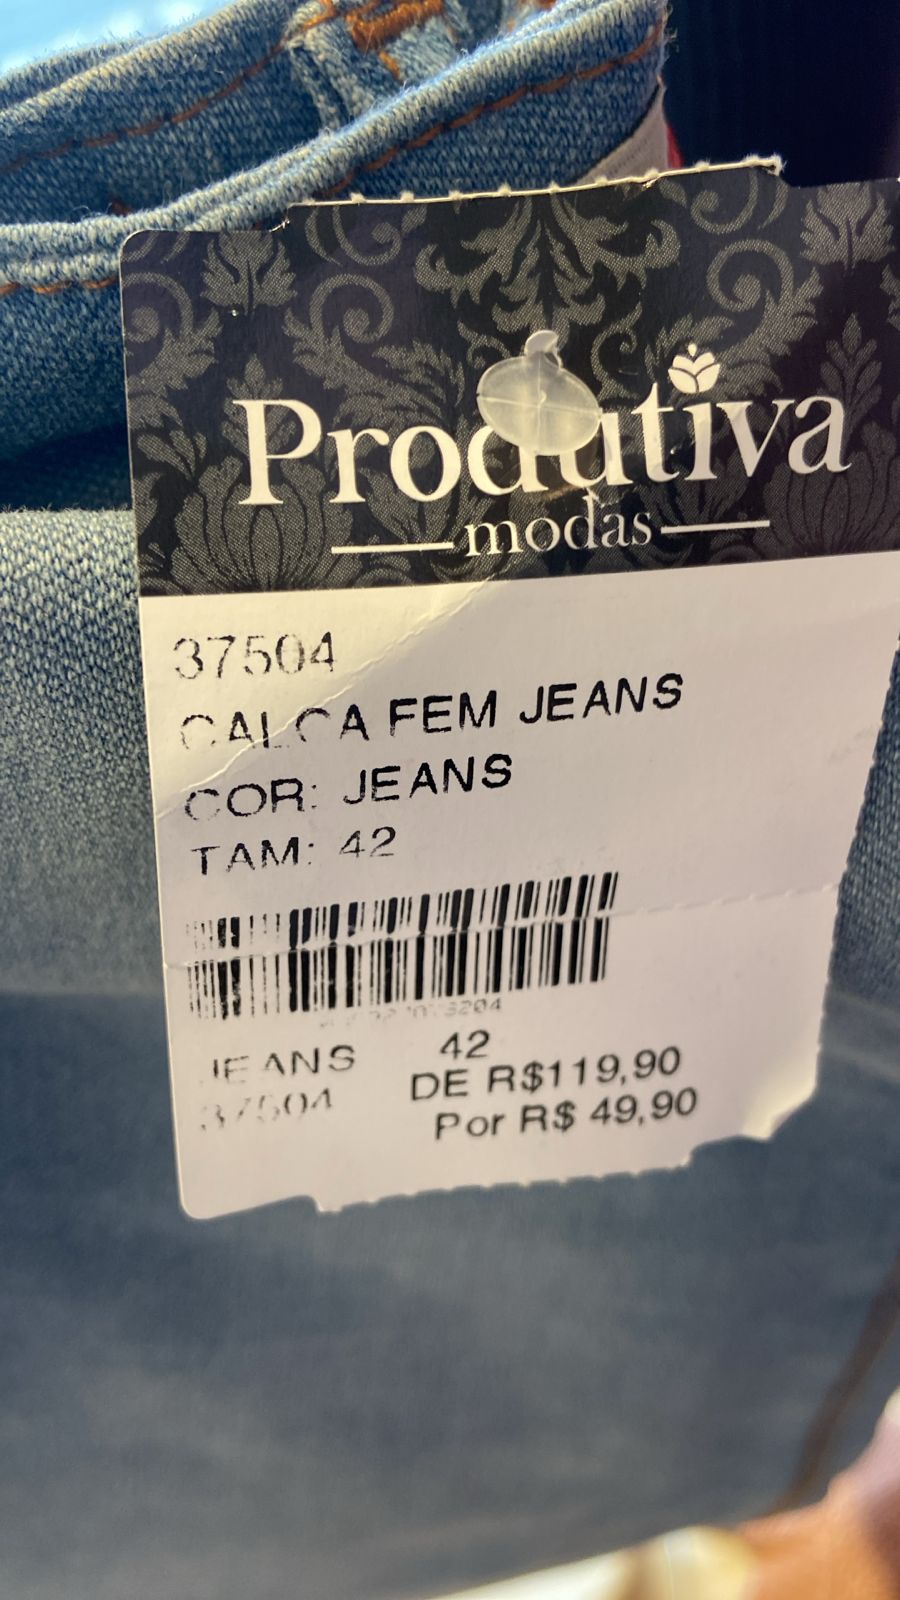 Produtiva
modas
37504
CALCA FEM JEANS
COR: JEANS
TAM: 42
JEANS 42
37504 DE R$119,90
Por R$ 49,90